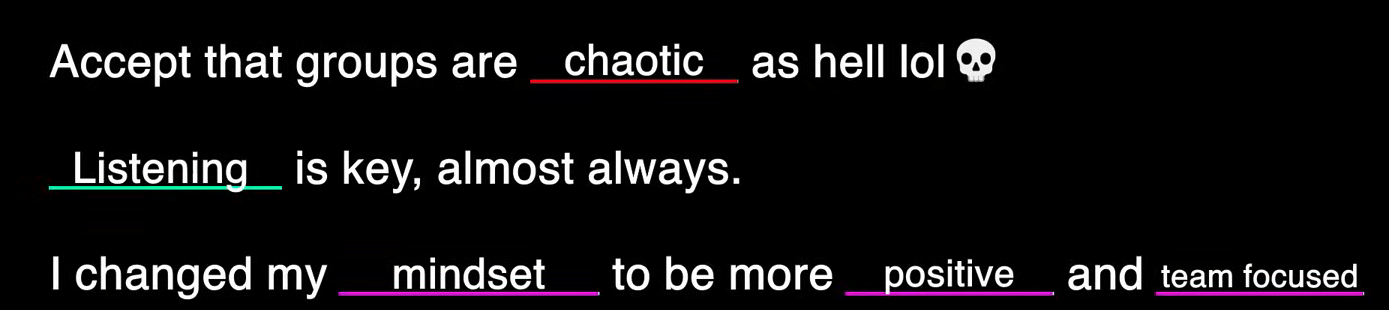 Accept that groups are chaotic as hell lol💀
Listening is key, almost always.
I changed my mindset to be more positive and team focused